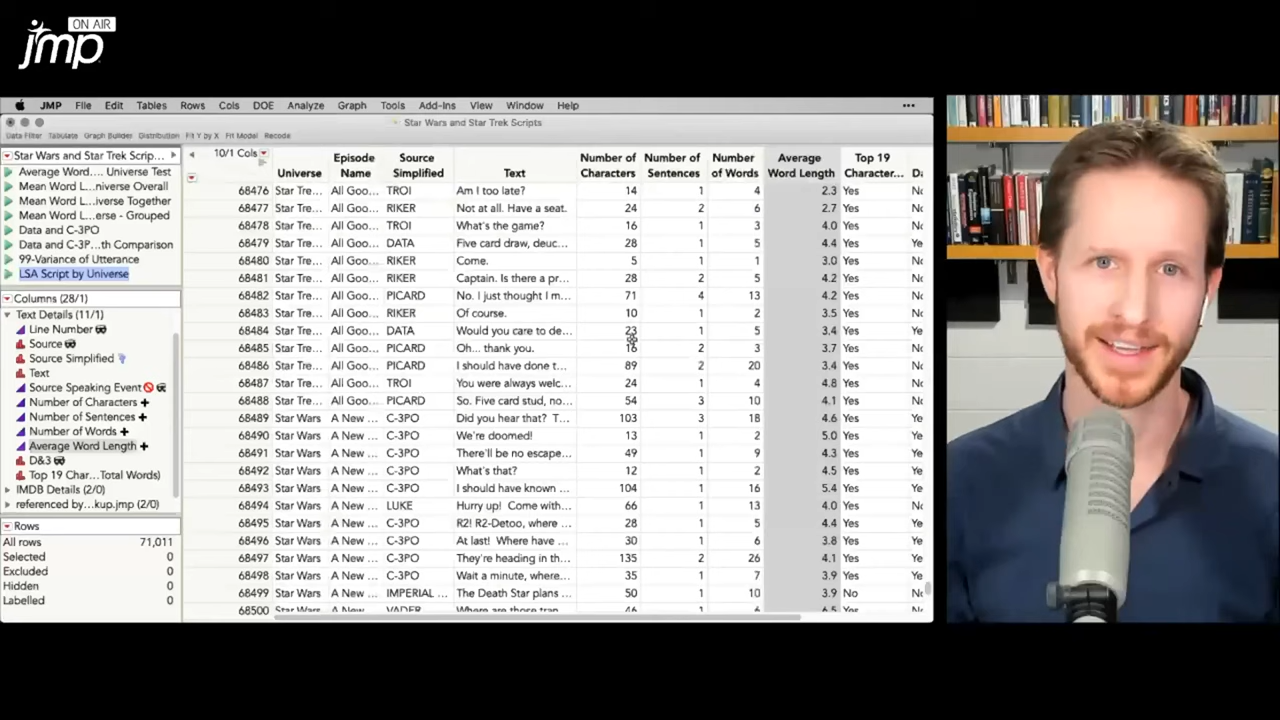 ON AIR
jmp
JMP File Edit Tables Rows Cols DOE Analyze Graph Tools Add-Ins View Window Help
Star Wars and Star Trek Scripts
Data Filter Tabulate Graph Builder Distribution Fit Y by X Fit Model Recode
Star Wars and Star Trek Scrip...
Average Word.... Universe Test
Mean Word L...niverse Overall
Mean Word L...iverse Together
Mean Word L...erse - Grouped
Data and C-3PO
Data and C-3P...th Comparison
99-Variance of Utterance
LSA Script by Universe
Columns (28/1)
Text Details (11/1)
Line Number
Source
Source Simplified
Text
Source Speaking Event
Number of Characters
Number of Sentences
Number of Words
Average Word Length
D&3
Top 19 Char...Total Words)
IMDB Details (2/0)
referenced by...kup.jmp (2/0)
Rows
All rows 71,011
Selected 0
Excluded 0
Hidden 0
Labelled 0
10/1 Cols
Universe Episode Name Source Simplified Text Number of Characters Number of Sentences Number of Words Average Word Length Top 19 Character...
68476 Star Tre... All Goo... TROI Am I too late? 14 1 4 2.3 Yes
68477 Star Tre... All Goo... RIKER Not at all. Have a seat. 24 2 6 2.7 Yes
68478 Star Tre... All Goo... TROI What's the game? 16 1 3 4.0 Yes
68479 Star Tre... All Goo... DATA Five card draw, deuc... 28 1 5 4.4 Yes
68480 Star Tre... All Goo... RIKER Come. 5 1 1 3.0 Yes
68481 Star Tre... All Goo... RIKER Captain. Is there a pr... 28 2 5 4.2 Yes
68482 Star Tre... All Goo... PICARD No. I just thought I m... 71 4 13 4.2 Yes
68483 Star Tre... All Goo... RIKER Of course. 10 1 2 3.5 Yes
68484 Star Tre... All Goo... DATA Would you care to de... 23 1 5 3.4 Yes
68485 Star Tre... All Goo... PICARD Oh... thank you. 16 2 3 3.7 Yes
68486 Star Tre... All Goo... PICARD I should have done t... 89 2 20 3.4 Yes
68487 Star Tre... All Goo... TROI You were always welc... 24 1 4 4.8 Yes
68488 Star Tre... All Goo... PICARD So. Five card stud, no... 54 3 10 4.1 Yes
68489 Star Wars A New ... C-3PO Did you hear that? T... 103 3 18 4.6 Yes
68490 Star Wars A New ... C-3PO We're doomed! 13 1 2 5.0 Yes
68491 Star Wars A New ... C-3PO There'll be no escape... 49 1 9 4.3 Yes
68492 Star Wars A New ... C-3PO What's that? 12 1 2 4.5 Yes
68493 Star Wars A New ... C-3PO I should have known ... 104 1 16 5.4 Yes
68494 Star Wars A New ... LUKE Hurry up! Come with... 66 1 13 4.0 Yes
68495 Star Wars A New ... C-3PO R2! R2-Detoo, where ... 28 1 5 4.4 Yes
68496 Star Wars A New ... C-3PO At last! Where have ... 30 1 6 3.8 Yes
68497 Star Wars A New ... C-3PO They're heading in th... 135 2 26 4.1 Yes
68498 Star Wars A New ... C-3PO Wait a minute, where... 35 1 7 3.9 Yes
68499 Star Wars A New ... IMPERIAL ... The Death Star plans ... 50 1 10 3.9 No
68500 Star Wars A New ... VADER Where are those tran... 46 1 6 6.5 Yes